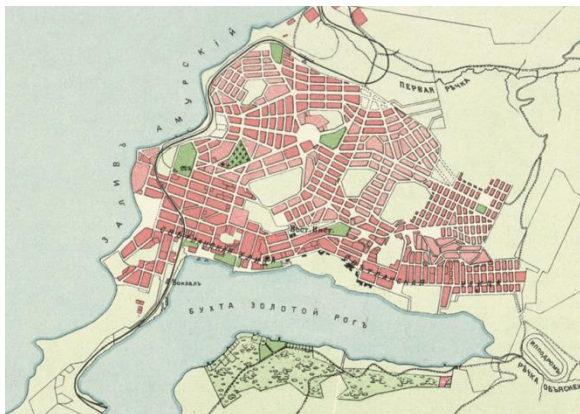 ЗАЛИВЪ АМУРСКІЙ
ПЕРВАЯ РѢЧКА
Вост. Инст.
Вокзалъ
БУХТА ЗОЛОТОЙ РОГЪ
ИППОДРОМЪ
РѢЧКА ОБЪЯСНЕН